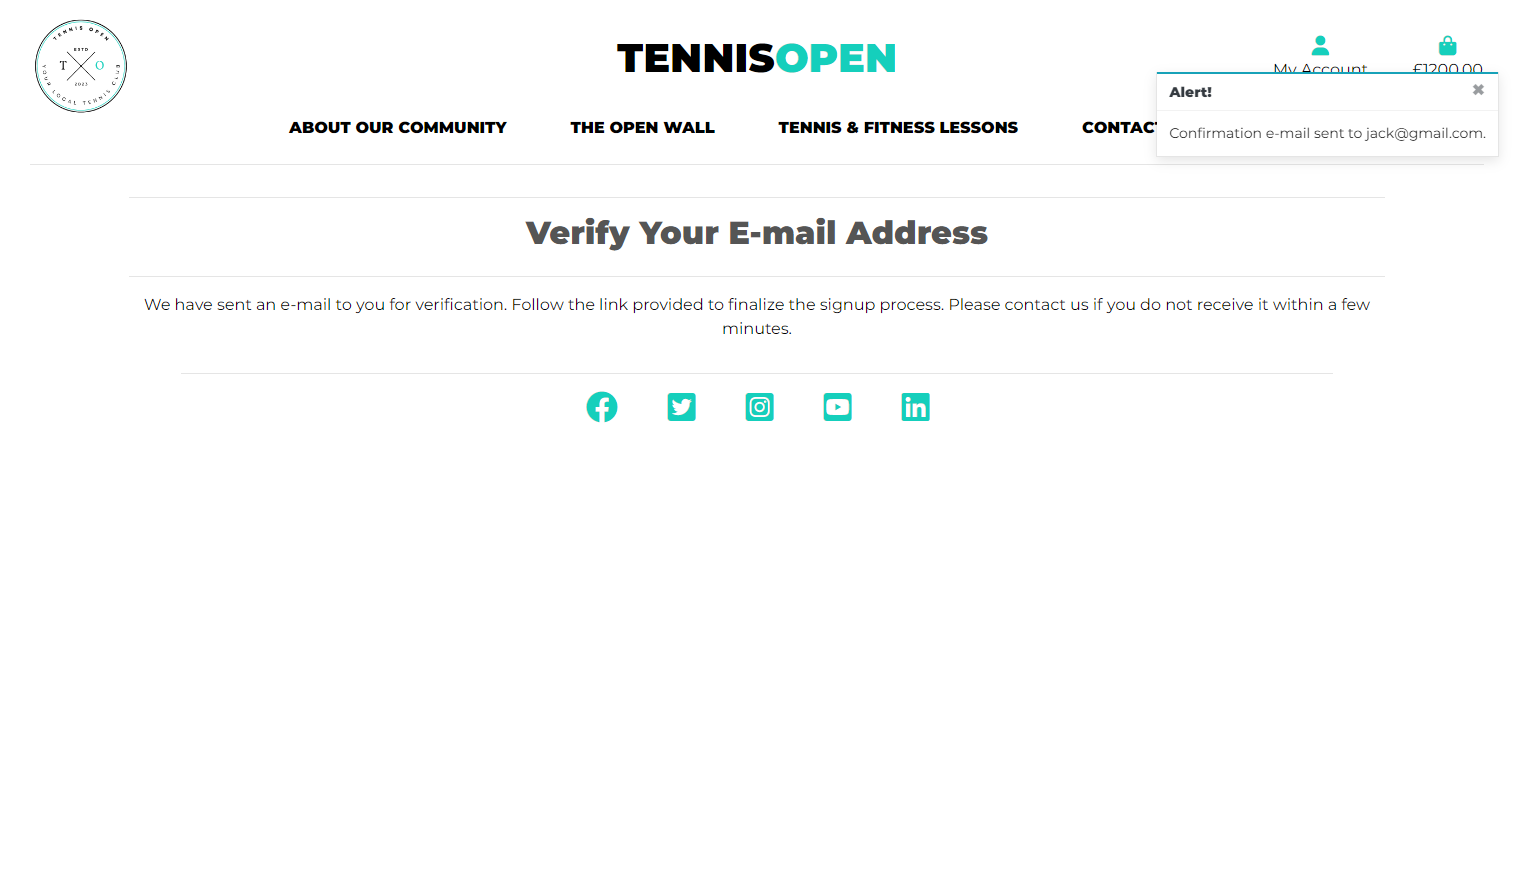 TENNIS OPEN
ESTD
T O
2023
YOUR LOCAL TENNIS CLUB
TENNISOPEN
My Account
£1200.00
ABOUT OUR COMMUNITY
THE OPEN WALL
TENNIS & FITNESS LESSONS
CONTACT
Alert!
✖
Confirmation e-mail sent to jack@gmail.com.
Verify Your E-mail Address
We have sent an e-mail to you for verification. Follow the link provided to finalize the signup process. Please contact us if you do not receive it within a few
minutes.